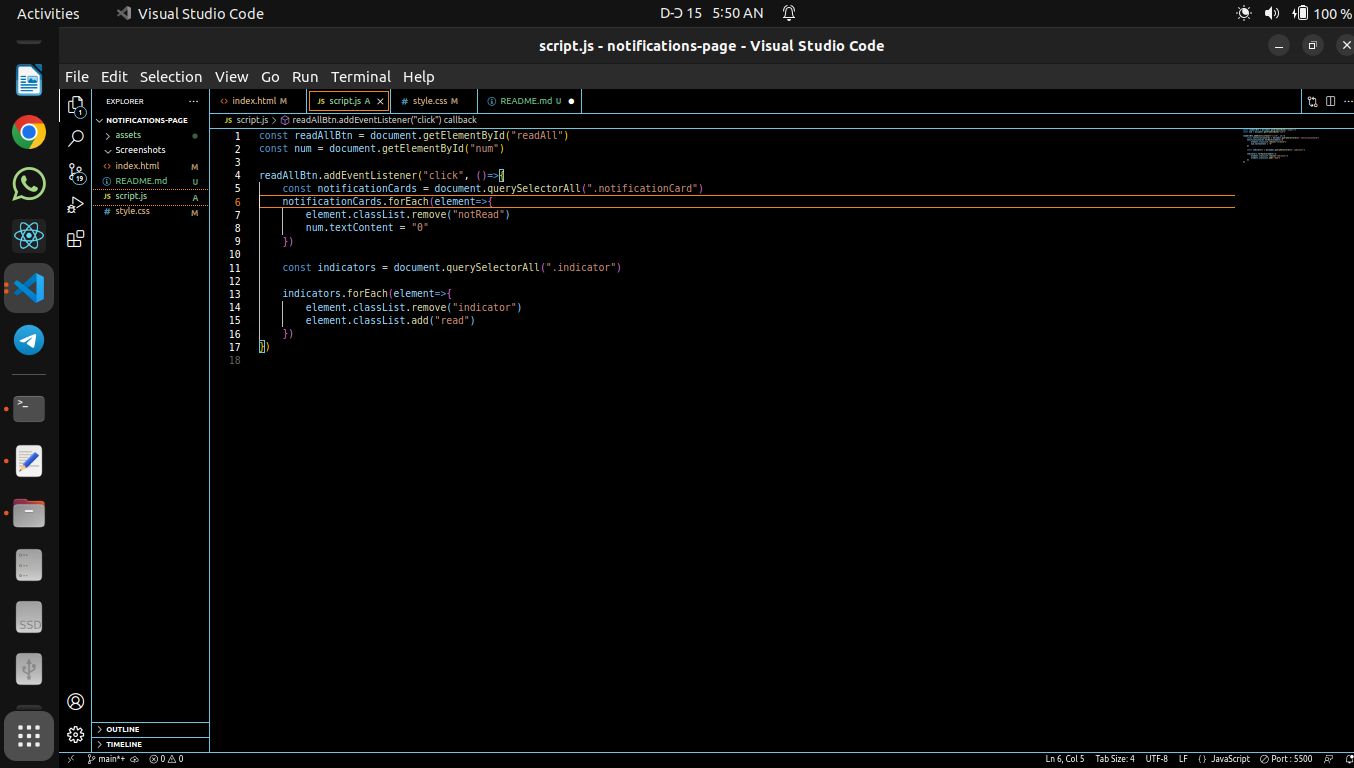 Activities
Visual Studio Code
5:50 AN
100 %
script.js - notifications-page - Visual Studio Code
File Edit Selection View Go Run Terminal Help
EXPLORER
index.html M
script.js A
style.css M
README.md U
NOTIFICATIONS-PAGE
script.js > readAllBtn.addEventListener("click") callback
assets
Screenshots
index.html M
README.md U
script.js A
style.css M
1 const readAllBtn = document.getElementById("readAll")
2 const num = document.getElementById("num")
3
4 readAllBtn.addEventListener("click", ()=>{
5 const notificationCards = document.querySelectorAll(".notificationCard")
6 notificationCards.forEach(element=>{
7 element.classList.remove("notRead")
8 num.textContent = "0"
9 })
10
11 const indicators = document.querySelectorAll(".indicator")
12
13 indicators.forEach(element=>{
14 element.classList.remove("indicator")
15 element.classList.add("read")
16 })
17 })
18
1
19
SSD
OUTLINE
TIMELINE
main*+
0 0
Ln 6, Col 5
Tab Size: 4
UTF-8
LF
{} JavaScript
Port : 5500